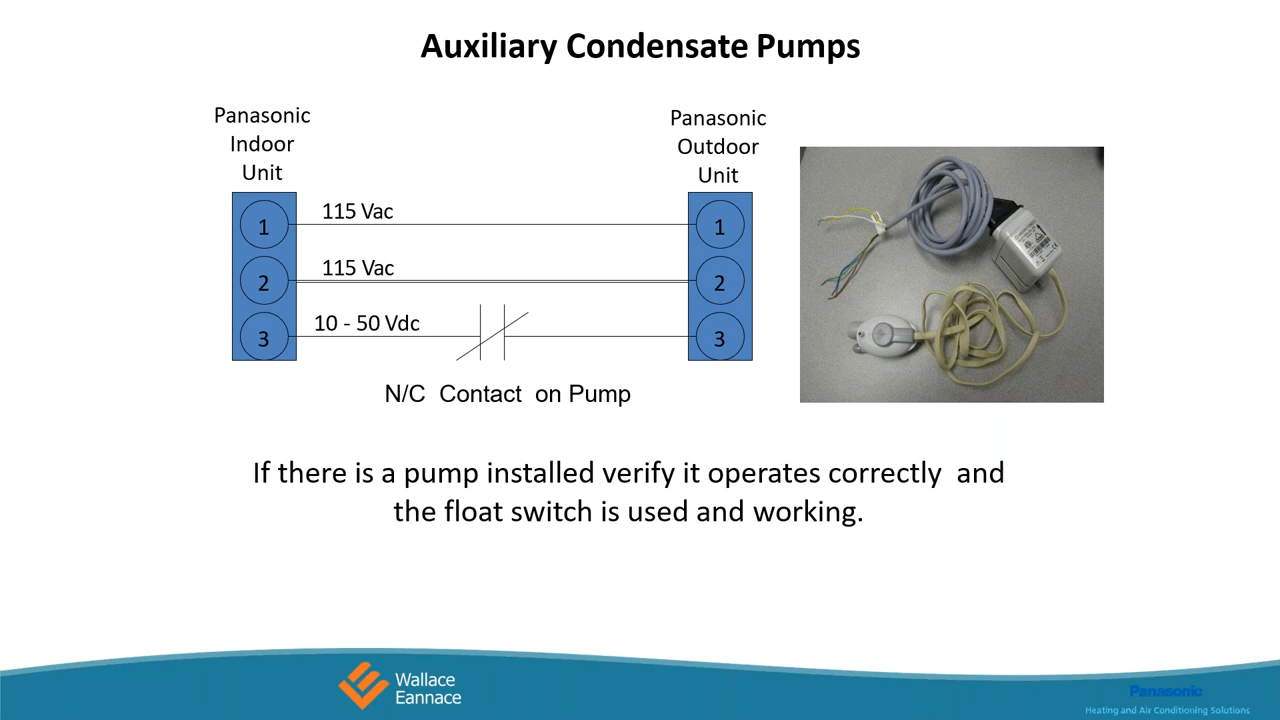 Auxiliary Condensate Pumps
Panasonic
Indoor
Unit
Panasonic
Outdoor
Unit
1
115 Vac
1
2
115 Vac
2
3
10 - 50 Vdc
3
N/C Contact on Pump
If there is a pump installed verify it operates correctly and
the float switch is used and working.
Wallace
Eannace
Panasonic
Heating and Air Conditioning Solutions